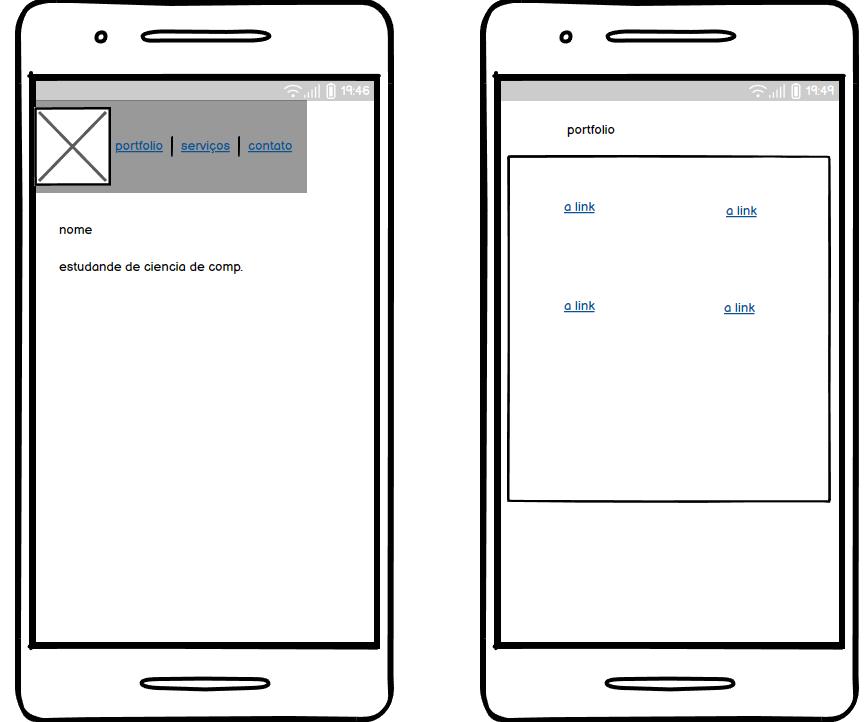 19:46
portfolio | serviços | contato
nome
estudande de ciencia de comp.
19:49
portfolio
a link
a link
a link
a link